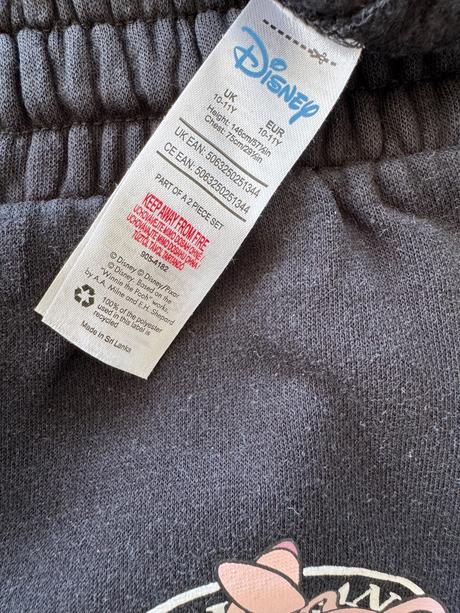 Disney
UK EUR
10-11Y 10-11Y
Height: 146cm/57½in
Chest: 75cm/29½in
UK EAN: 5063250251344
CE EAN: 5063250251344
PART OF A 2 PIECE SET
KEEP AWAY FROM FIRE
905-4182
© Disney © Disney/Pixar
© Disney. Based on the
"Winnie the Pooh" works,
by A.A. Milne and E.H. Shepard
100% of the polyester
used in this label is
recycled
Made in Sri Lanka